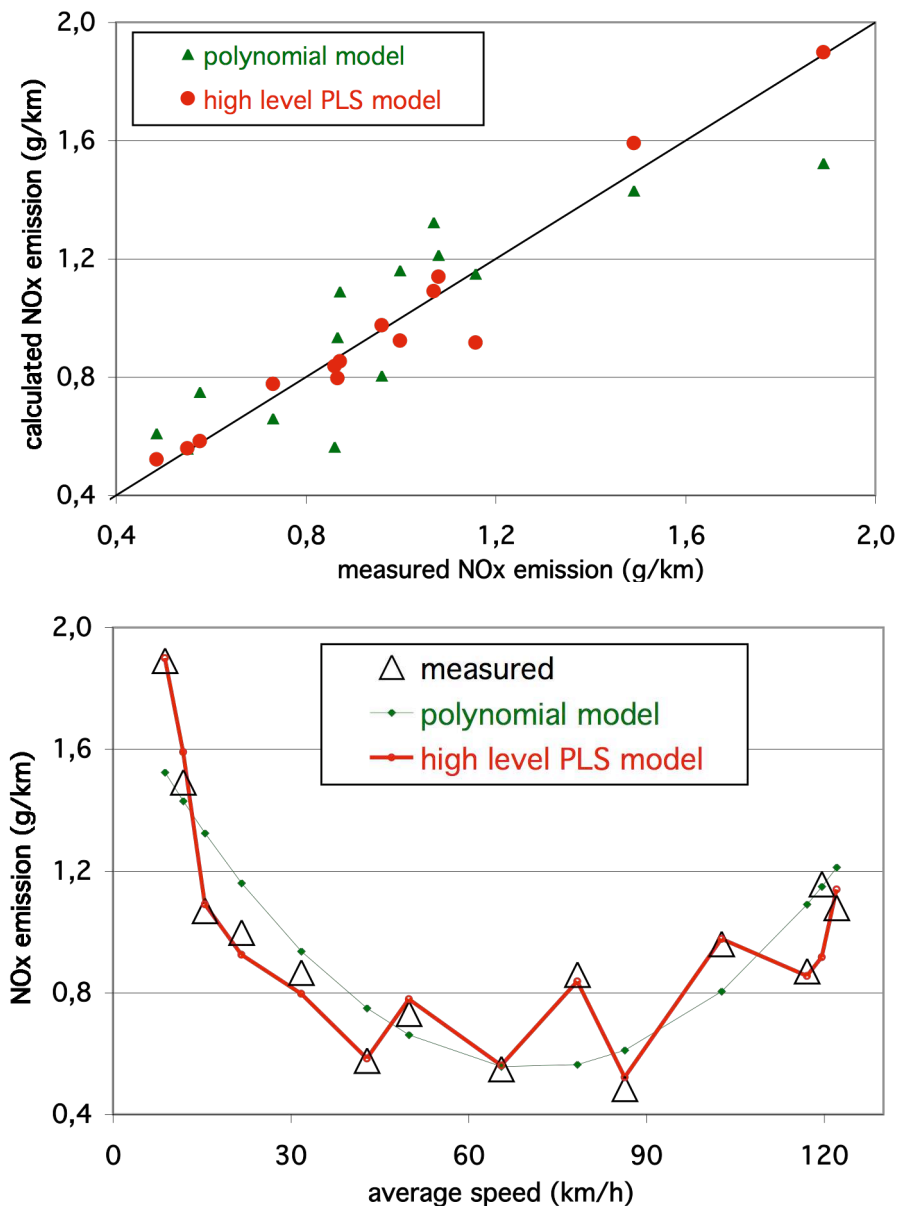 2,0
1,6
1,2
0,8
0,4
calculated NOx emission (g/km)
polynomial model
high level PLS model
0,4 0,8 1,2 1,6 2,0
measured NOx emission (g/km)
2,0
1,6
1,2
0,8
0,4
NOx emission (g/km)
measured
polynomial model
high level PLS model
0 30 60 90 120
average speed (km/h)